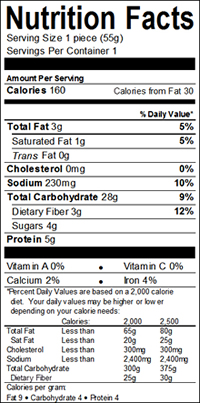 Nutrition Facts
Serving Size 1 piece (55g)
Servings Per Container 1
Amount Per Serving
Calories 160 Calories from Fat 30
% Daily Value*
Total Fat 3g 5%
Saturated Fat 1g 5%
Trans Fat 0g
Cholesterol 0mg 0%
Sodium 230mg 10%
Total Carbohydrate 28g 9%
Dietary Fiber 3g 12%
Sugars 4g
Protein 5g
Vitamin A 0% • Vitamin C 0%
Calcium 2% • Iron 4%
*Percent Daily Values are based on a 2,000 calorie
diet. Your daily values may be higher or lower
depending on your calorie needs:
Calories: 2,000 2,500
Total Fat Less than 65g 80g
Sat Fat Less than 20g 25g
Cholesterol Less than 300mg 300mg
Sodium Less than 2,400mg 2,400mg
Total Carbohydrate 300g 375g
Dietary Fiber 25g 30g
Calories per gram:
Fat 9 • Carbohydrate 4 • Protein 4